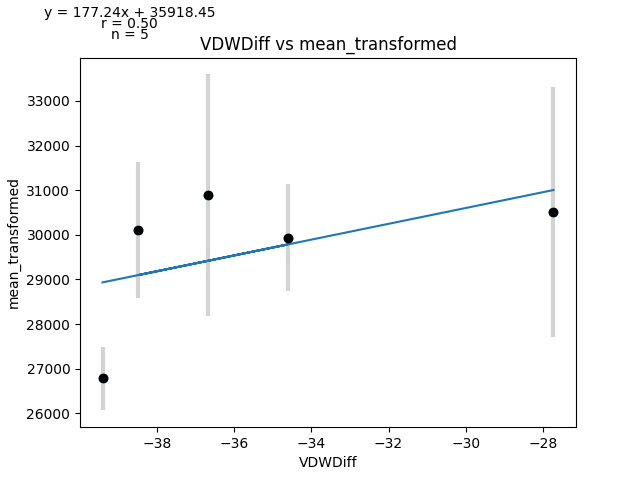 y = 177.24x + 35918.45
r = 0.50
n = 5
VDWDiff vs mean_transformed
mean_transformed
33000
32000
31000
30000
29000
28000
27000
26000
−38
−36
−34
−32
−30
−28
VDWDiff